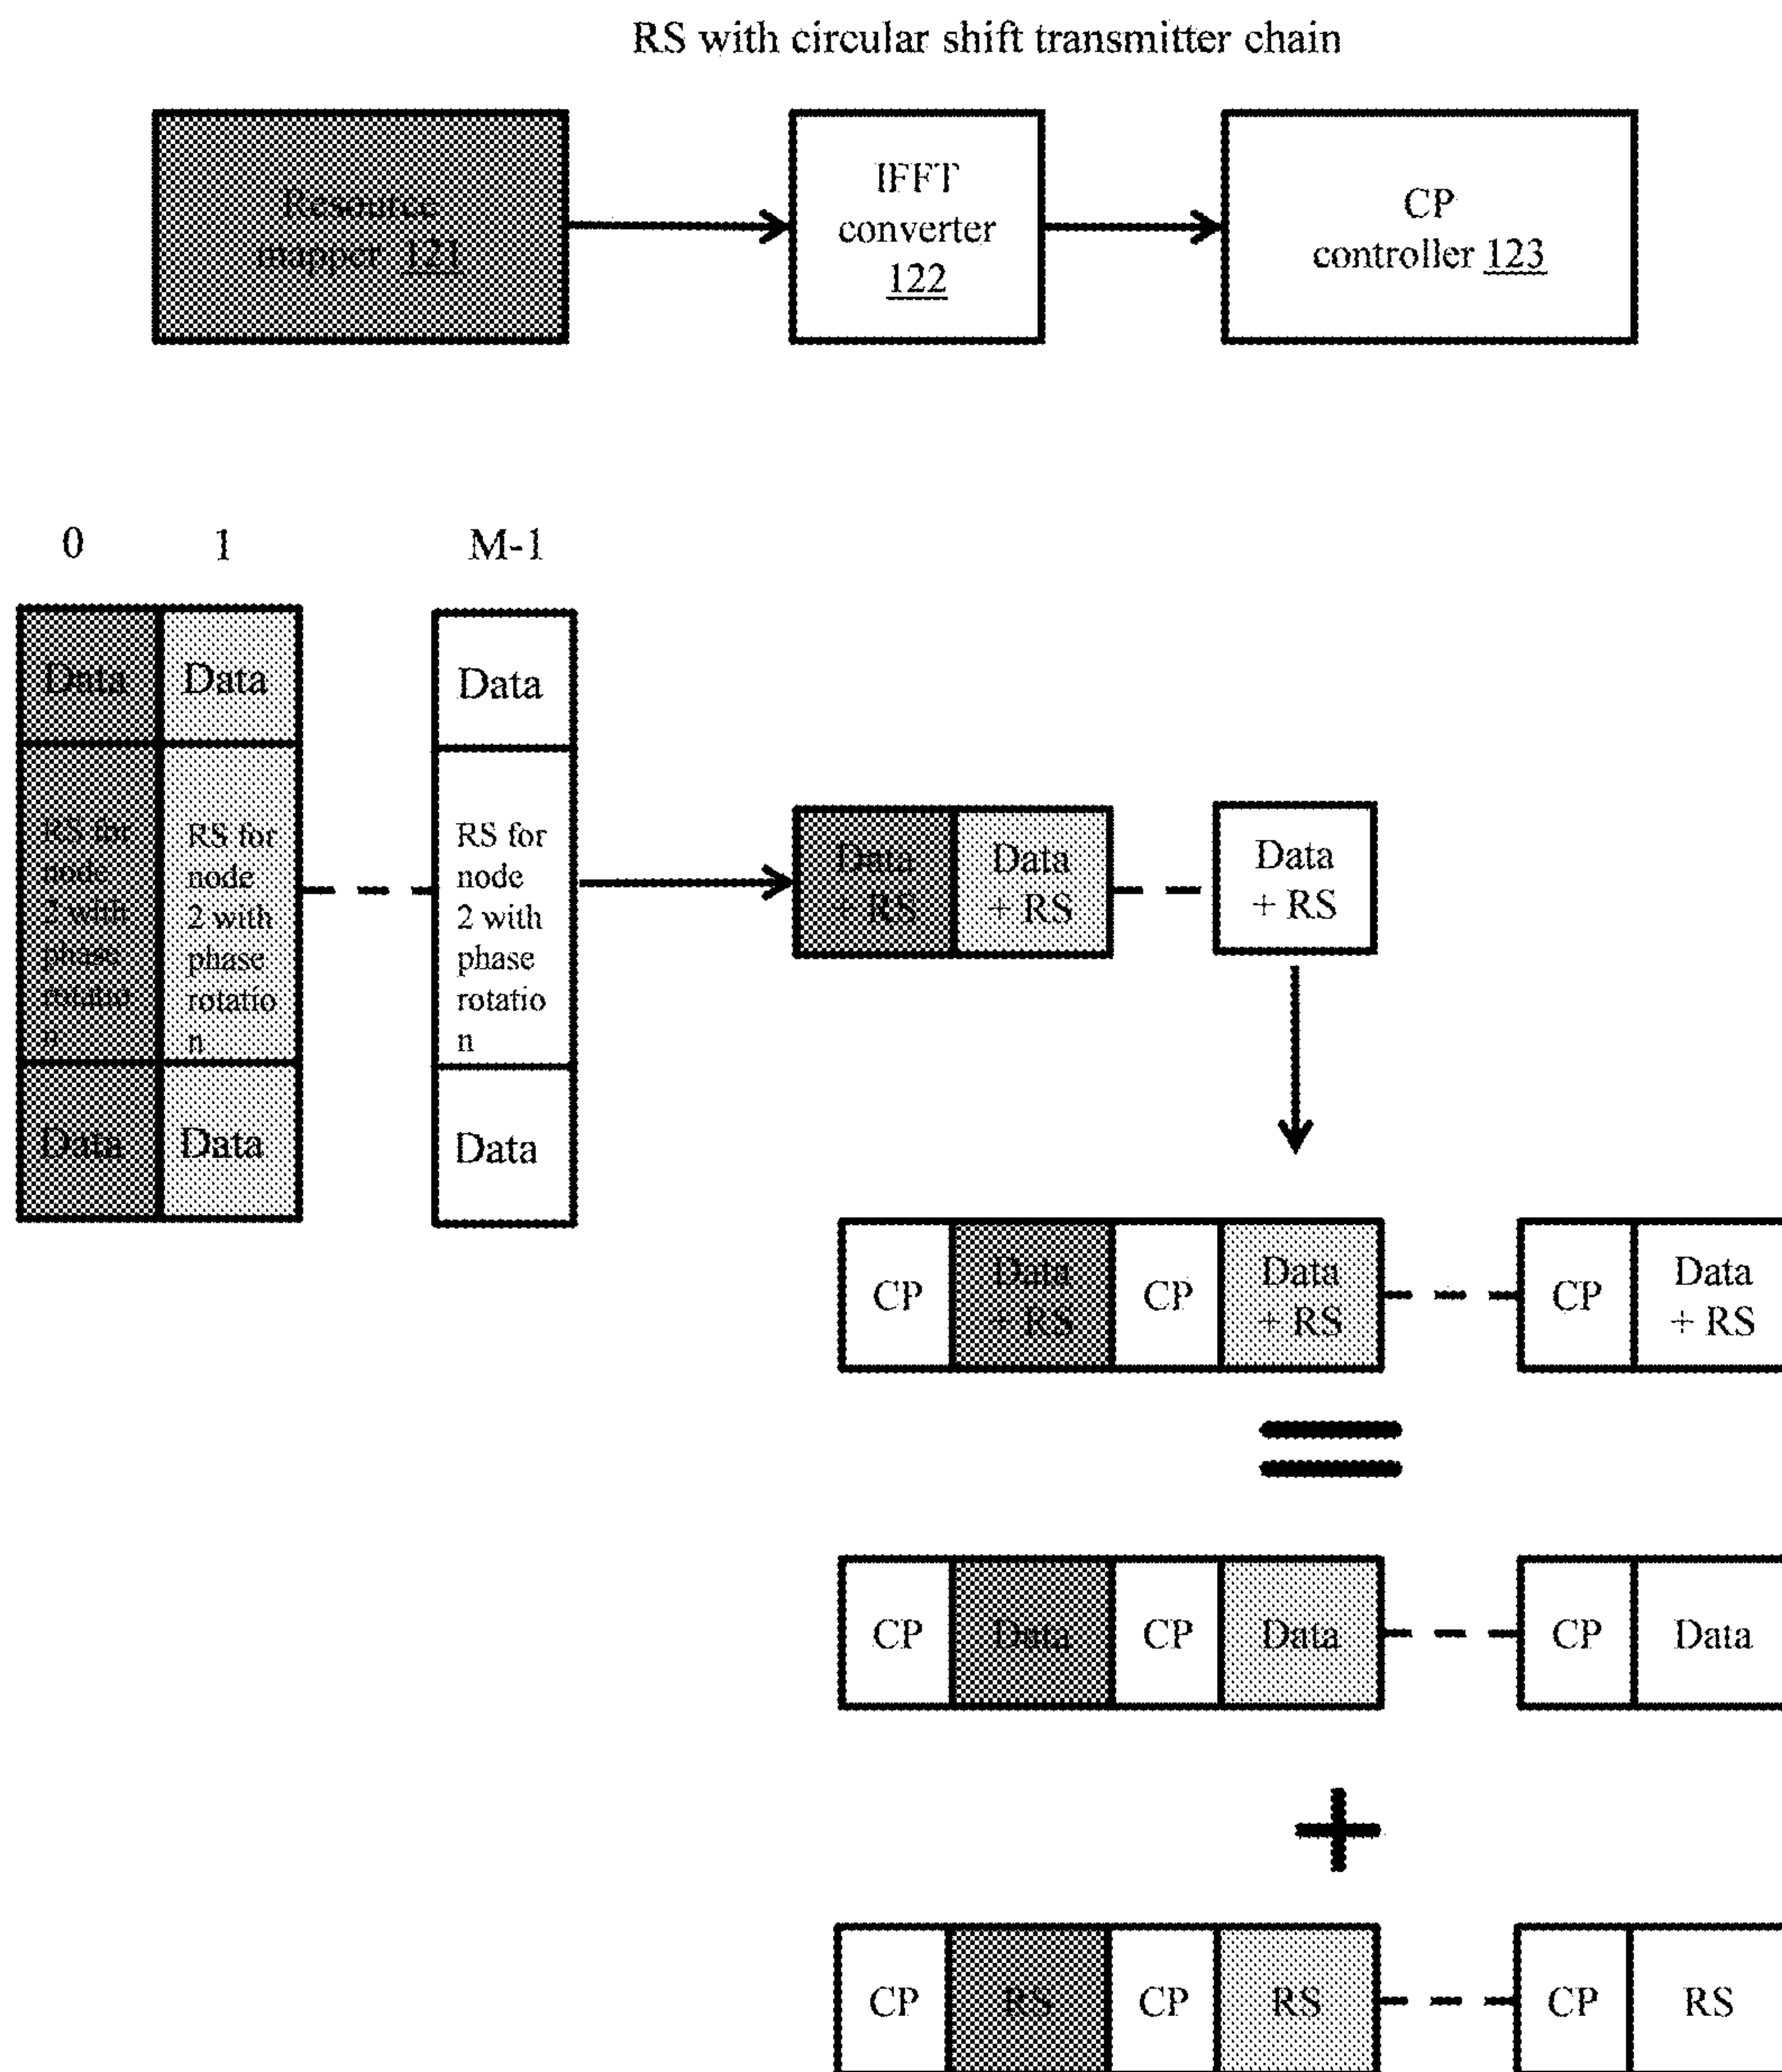 RS with circular shift transmitter chain
Resource
mapper 121
IFFT
converter
122
CP
controller 123
0
1
M-1
Data
Data
Data
RS for
node
2 with
phase
rotatio
n
RS for
node
2 with
phase
rotatio
n
RS for
node
2 with
phase
rotatio
n
Data
Data
Data
Data
+ RS
Data
+ RS
Data
+ RS
CP
Data
+ RS
CP
Data
+ RS
CP
Data
+ RS
=
CP
Data
CP
Data
CP
Data
+
CP
RS
CP
RS
CP
RS